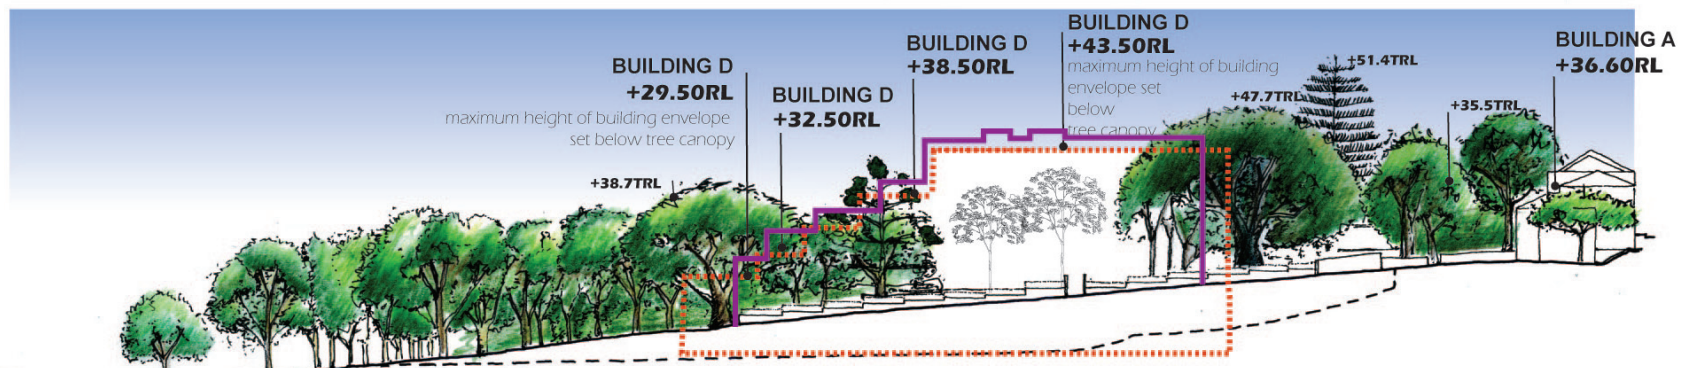 BUILDING D
+29.50RL
maximum height of building envelope
set below tree canopy
BUILDING D
+32.50RL
BUILDING D
+38.50RL
BUILDING D
+43.50RL
maximum height of building
envelope set
below
tree canopy
BUILDING A
+36.60RL
+38.7TRL
+47.7TRL
+51.4TRL
+35.5TRL